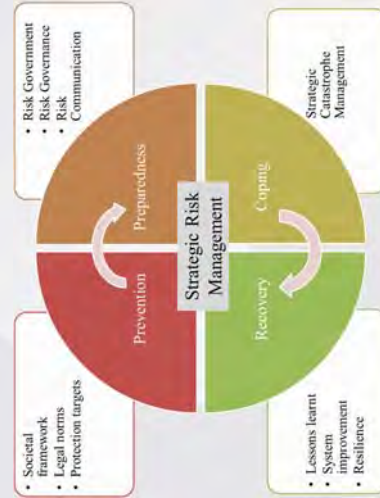 • Societal
framework
• Legal norms
• Protection targets
• Risk Government
• Risk Governance
• Risk
Communication
Prevention
Preparedness
Strategic Risk
Management
Recovery
Coping
• Lessons learnt
• System
improvement
• Resilience
Strategic
Catastrophe
Management